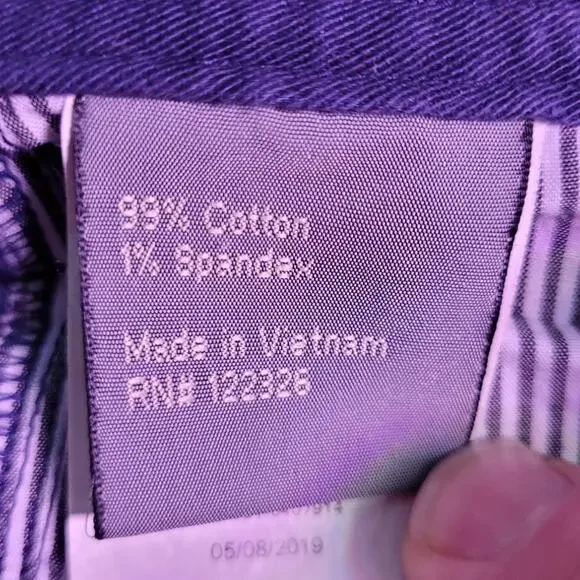 99% Cotton
1% Spandex
Made in Vietnam
RN# 122326
05/08/2019